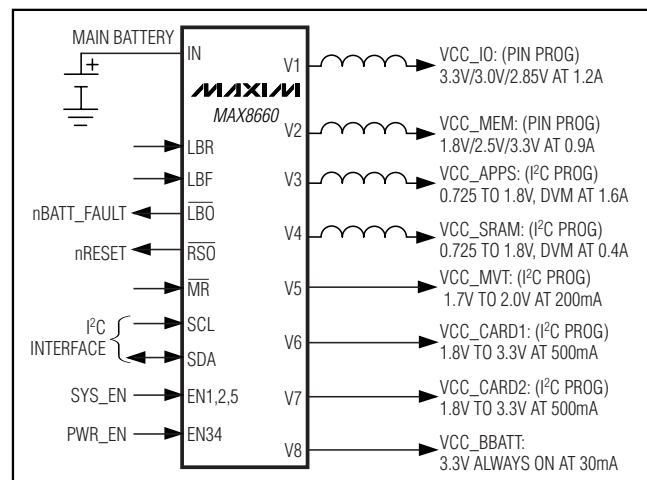 MAIN BATTERY
+
IN
MAXIM
MAX8660
LBR
LBF
nBATT_FAULT
LBO
nRESET
RSO
MR
I²C
INTERFACE
SCL
SDA
SYS_EN
EN1,2,5
PWR_EN
EN34
V1
VCC_IO: (PIN PROG)
3.3V/3.0V/2.85V AT 1.2A
V2
VCC_MEM: (PIN PROG)
1.8V/2.5V/3.3V AT 0.9A
V3
VCC_APPS: (I²C PROG)
0.725 TO 1.8V, DVM AT 1.6A
V4
VCC_SRAM: (I²C PROG)
0.725 TO 1.8V, DVM AT 0.4A
V5
VCC_MVT: (I²C PROG)
1.7V TO 2.0V AT 200mA
V6
VCC_CARD1: (I²C PROG)
1.8V TO 3.3V AT 500mA
V7
VCC_CARD2: (I²C PROG)
1.8V TO 3.3V AT 500mA
V8
VCC_BBATT:
3.3V ALWAYS ON AT 30mA